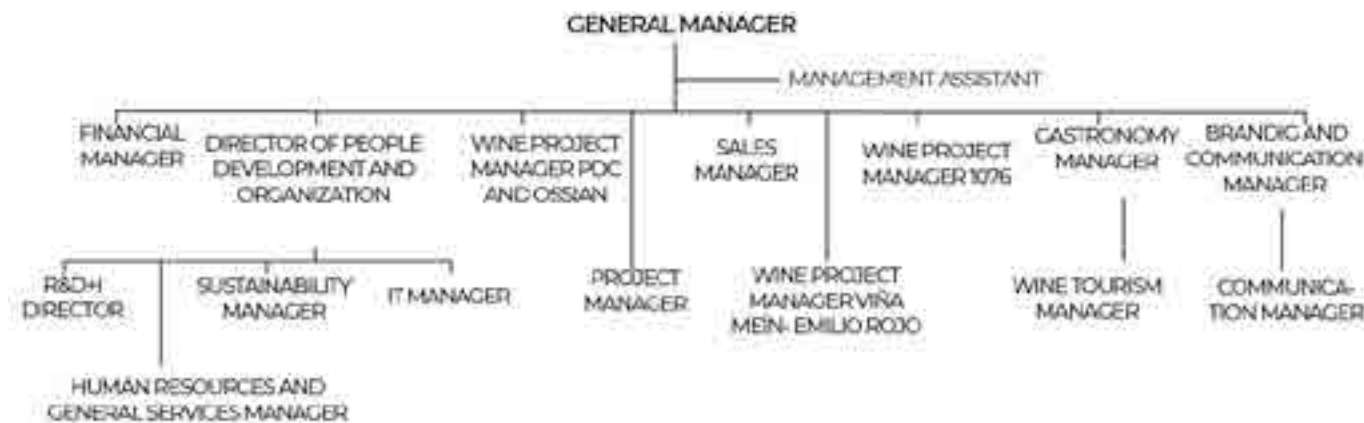 GENERAL MANAGER
MANAGEMENT ASSISTANT
FINANCIAL
MANAGER
DIRECTOR OF PEOPLE
DEVELOPMENT AND
ORGANIZATION
WINE PROJECT
MANAGER PDC
AND OSSIAN
SALES
MANAGER
WINE PROJECT
MANAGER 1076
GASTRONOMY
MANAGER
BRANDIG AND
COMMUNICATION
MANAGER
R&D+I
DIRECTOR
SUSTAINABILITY
MANAGER
IT MANAGER
PROJECT
MANAGER
WINE PROJECT
MANAGER VIÑA
MEIN- EMILIO ROJO
WINE TOURISM
MANAGER
COMMUNICA-
TION MANAGER
HUMAN RESOURCES AND
GENERAL SERVICES MANAGER